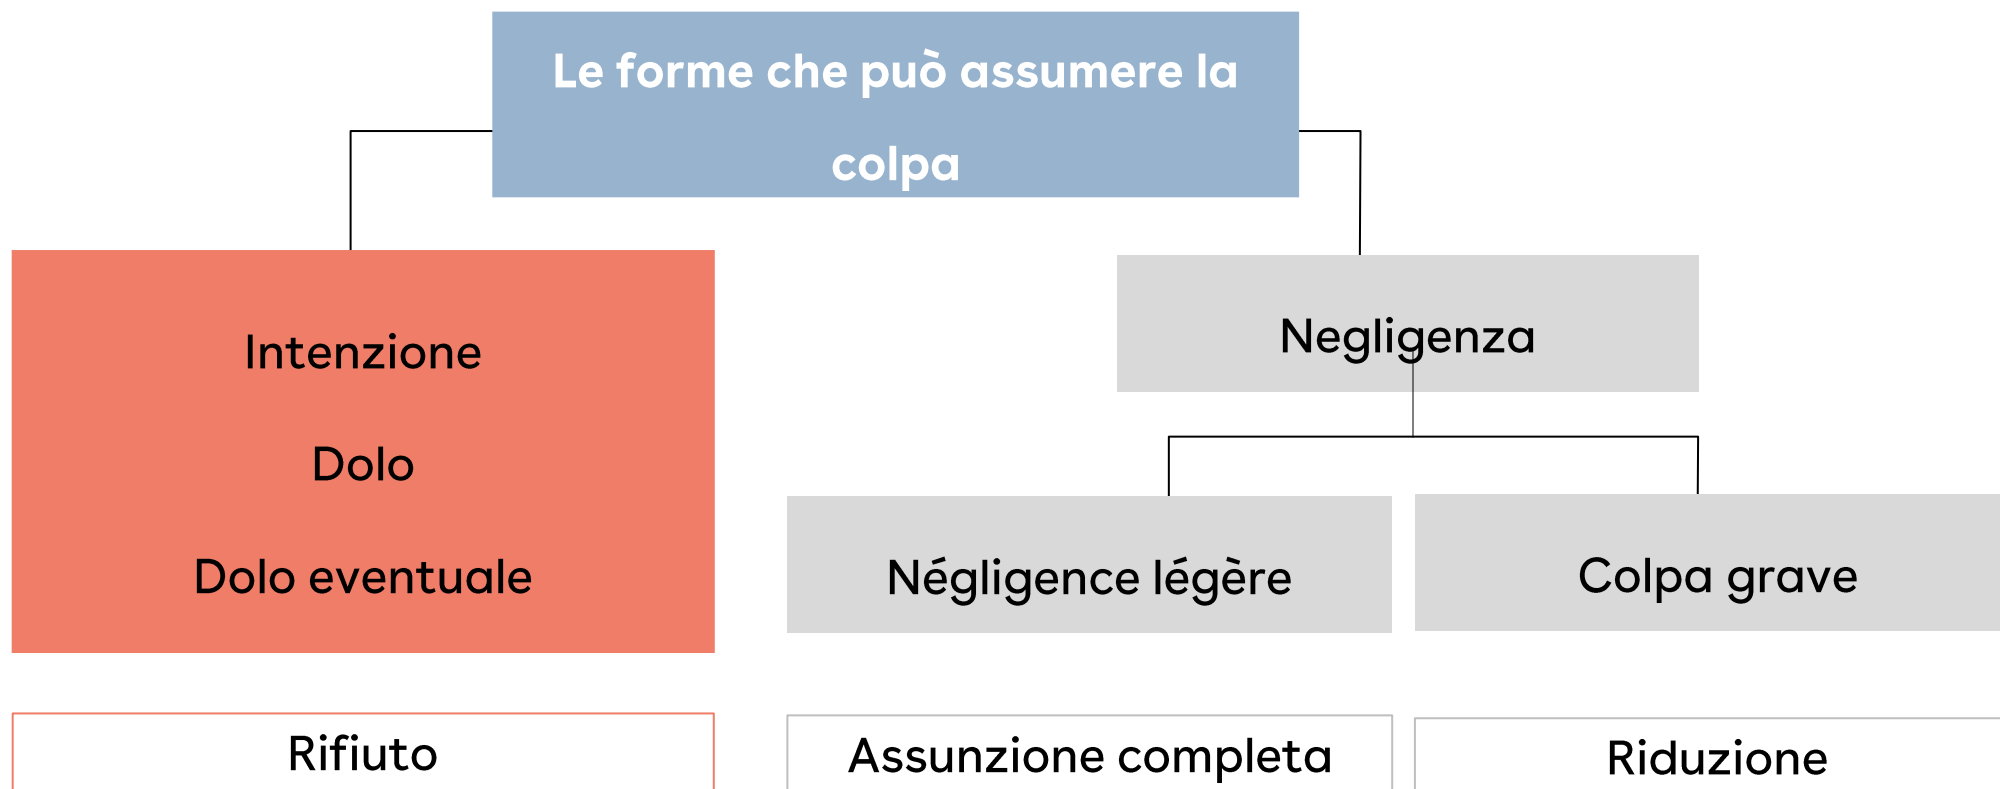 Le forme che può assumere la
colpa
Intenzione
Dolo
Dolo eventuale
Negligenza
Négligence légère
Colpa grave
Rifiuto
Assunzione completa
Riduzione